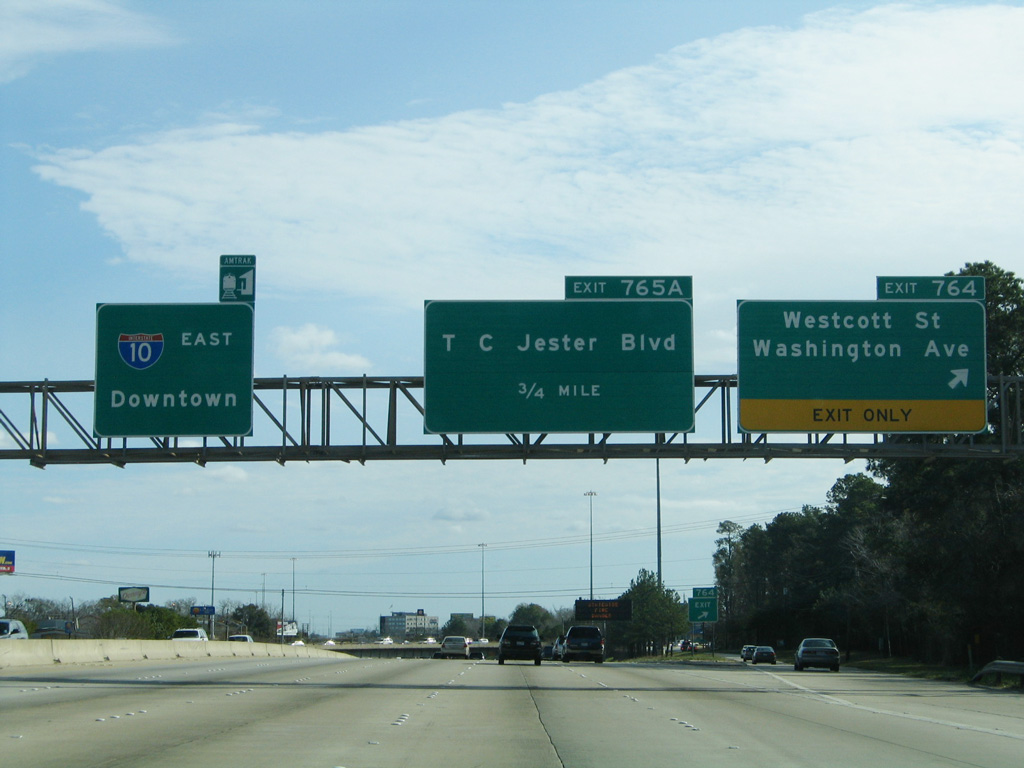 AMTRAK
INTERSTATE
10 EAST
Downtown
EXIT 765A
T C Jester Blvd
3/4 MILE
EXIT 764
Westcott St
Washington Ave
EXIT ONLY
764
EXIT